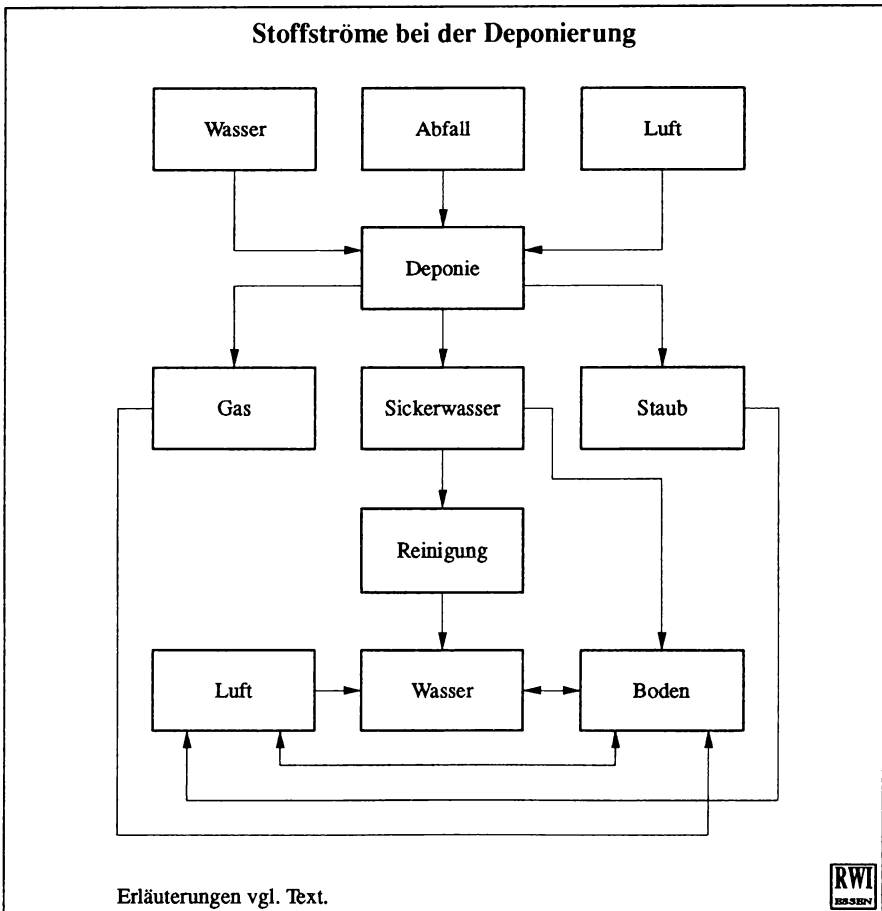 Stoffströme bei der Deponierung
Wasser
Abfall
Luft
Deponie
Gas
Sickerwasser
Staub
Reinigung
Luft
Wasser
Boden
Erläuterungen vgl. Text.
RWI
ESSEN